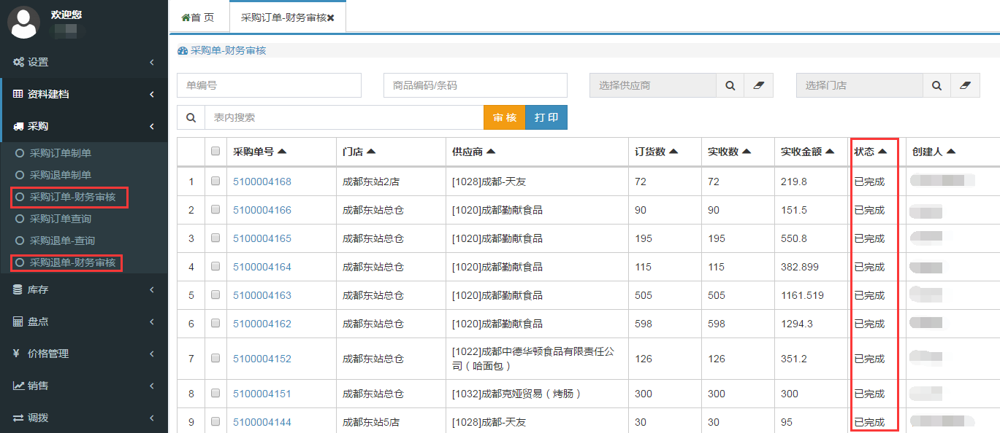 欢迎您
设置
资料建档
采购
采购订单制单
采购退单制单
采购订单-财务审核
采购订单查询
采购退单-查询
采购退单-财务审核
库存
盘点
¥ 价格管理
销售
调拨
首 页
采购订单-财务审核
采购单-财务审核
单编号 商品编码/条码 选择供应商 选择门店
表内搜索 审 核 打 印
采购单号 门店 供应商 订货数 实收数 实收金额 状态 创建人
1 5100004168 成都东站2店 [1028]成都-天友 72 72 219.8 已完成
2 5100004166 成都东站总仓 [1020]成都勤献食品 90 90 151.5 已完成
3 5100004165 成都东站总仓 [1020]成都勤献食品 195 195 550.8 已完成
4 5100004164 成都东站总仓 [1020]成都勤献食品 115 115 382.899 已完成
5 5100004163 成都东站总仓 [1020]成都勤献食品 505 505 1161.519 已完成
6 5100004162 成都东站总仓 [1020]成都勤献食品 598 598 1294.3 已完成
7 5100004152 成都东站总仓 [1022]成都中德华顿食品有限责任公
司（哈面包） 126 126 351.2 已完成
8 5100004151 成都东站总仓 [1032]成都克娅贸易（烤肠） 300 300 300 已完成
9 5100004144 成都东站5店 [1028]成都-天友 30 30 95 已完成